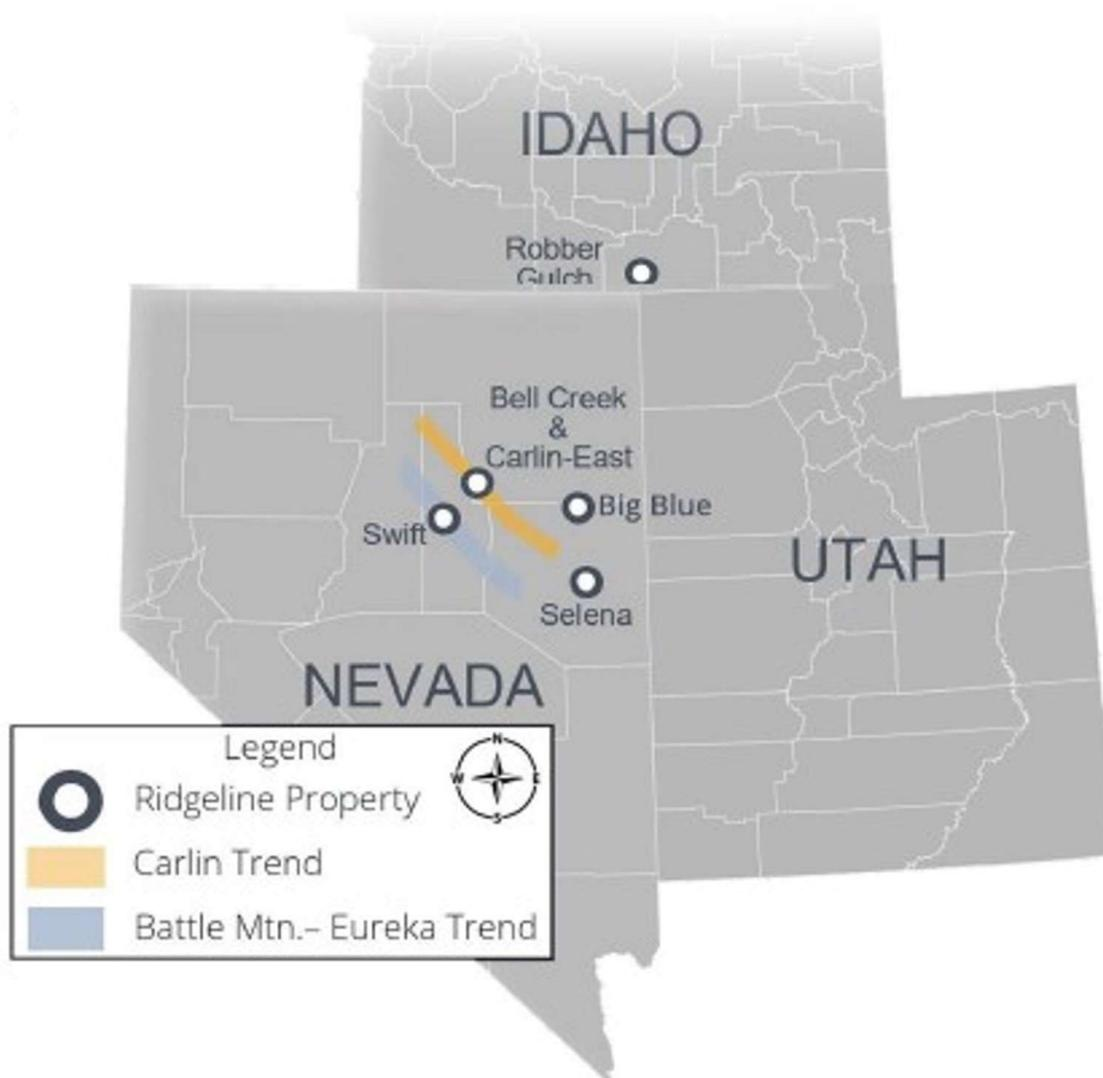 IDAHO
Robber
Gulch
Bell Creek
&
Carlin-East
Big Blue
Swift
Selena
UTAH
NEVADA
Legend
N
W E
S
Ridgeline Property
Carlin Trend
Battle Mtn.– Eureka Trend